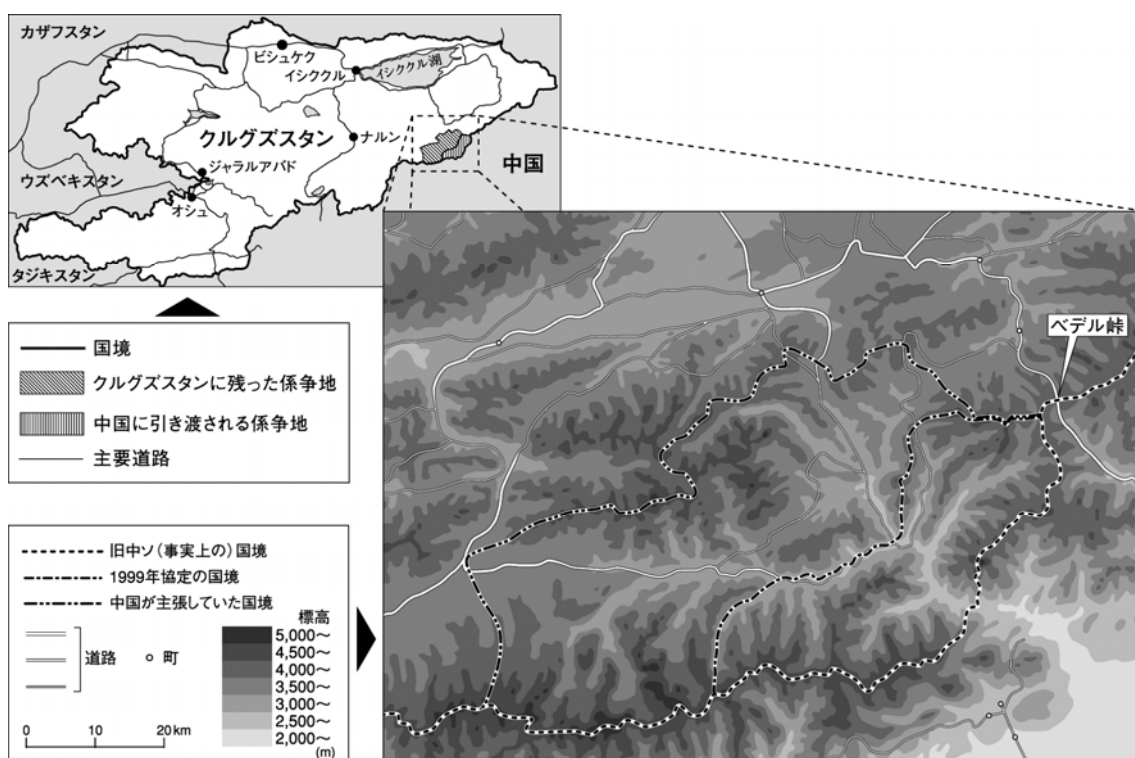 カザフスタン
ビシュケク
イシククル
イシククル湖
クルグズスタン
ナルン
中国
ジャラルアバド
ウズベキスタン
オシュ
タジキスタン
国境
クルグズスタンに残った係争地
中国に引き渡される係争地
主要道路
ベデル峠
旧中ソ(事実上の)国境
1999年協定の国境
中国が主張していた国境
道路
町
標高
5,000〜
4,500〜
4,000〜
3,500〜
3,000〜
2,500〜
2,000〜
(m)
0 10 20km